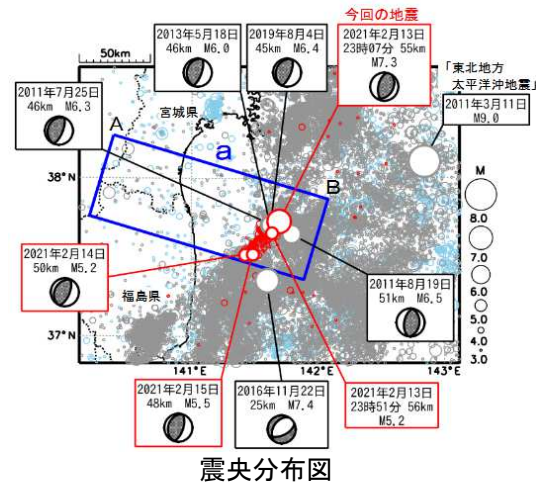 今回の地震
50km
2013年5月18日
46km M6.0
2019年8月4日
45km M6.4
2021年2月13日
23時07分 55km
M7.3
「東北地方
太平洋沖地震」
2011年3月11日
M9.0
2011年7月25日
46km M6.3
宮城県
A
a
B
38°N
M
8.0
7.0
6.0
5.0
4.0
3.0
2021年2月14日
50km M5.2
福島県
2011年8月19日
51km M6.5
37°N
141°E
142°E
143°E
2021年2月15日
48km M5.5
2016年11月22日
25km M7.4
2021年2月13日
23時51分 56km
M5.2
震央分布図